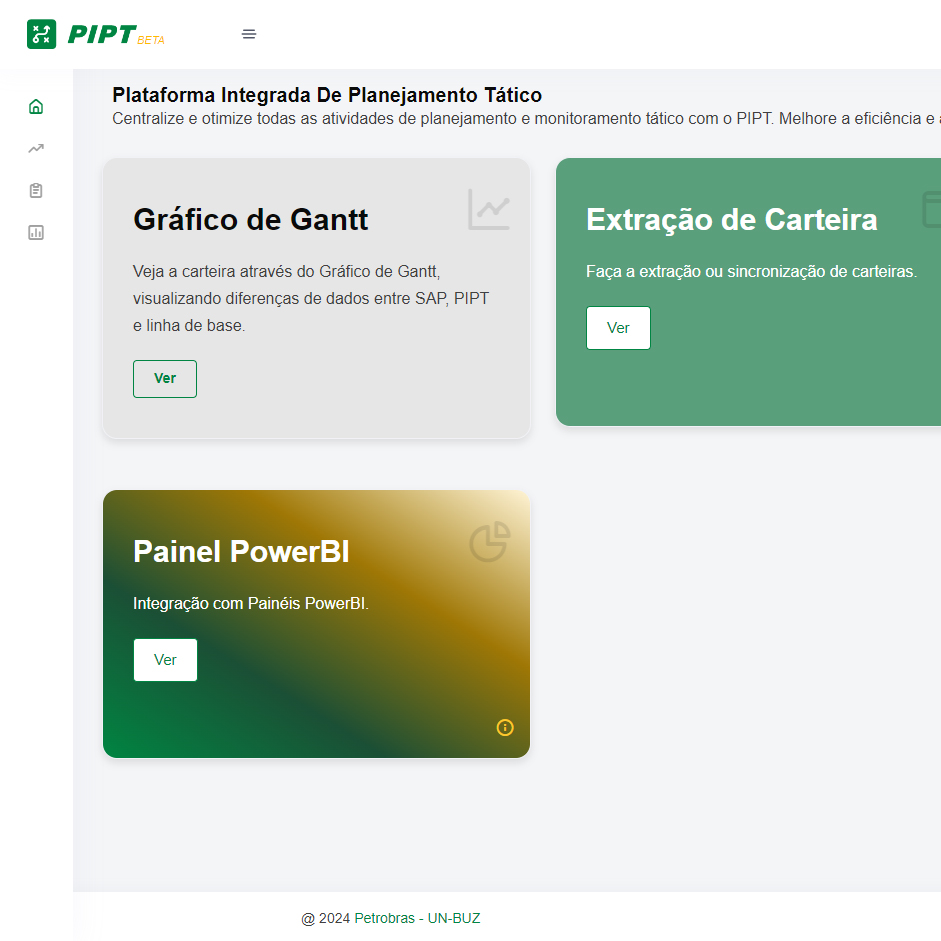 PIPT BETA
Plataforma Integrada De Planejamento Tático
Centralize e otimize todas as atividades de planejamento e monitoramento tático com o PIPT. Melhore a eficiência e a
Gráfico de Gantt
Veja a carteira através do Gráfico de Gantt,
visualizando diferenças de dados entre SAP, PIPT
e linha de base.
Ver
Extração de Carteira
Faça a extração ou sincronização de carteiras.
Ver
Painel PowerBI
Integração com Painéis PowerBI.
Ver
@ 2024 Petrobras - UN-BUZ